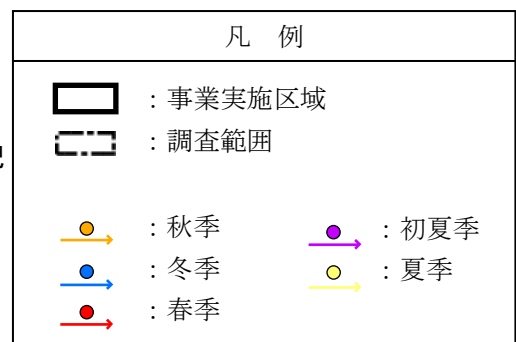 凡 例
：事業実施区域
：調査範囲
：秋季
：初夏季
：冬季
：夏季
：春季